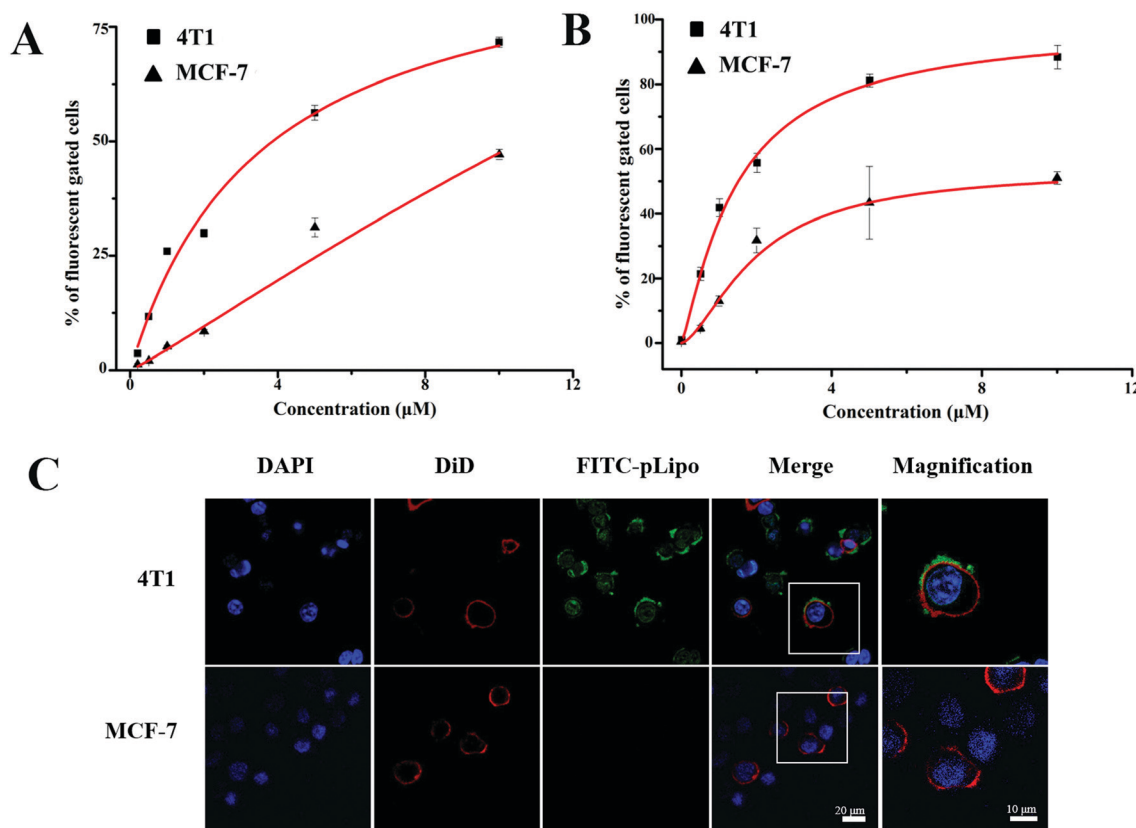 A
4T1
MCF-7
% of fluorescent gated cells
75
50
25
0
0
4
8
12
Concentration (µM)
B
4T1
MCF-7
% of fluorescent gated cells
100
80
60
40
20
0
0
4
8
12
Concentration (µM)
C
DAPI
DiD
FITC-pLipo
Merge
Magnification
4T1
MCF-7
20 µm
10 µm